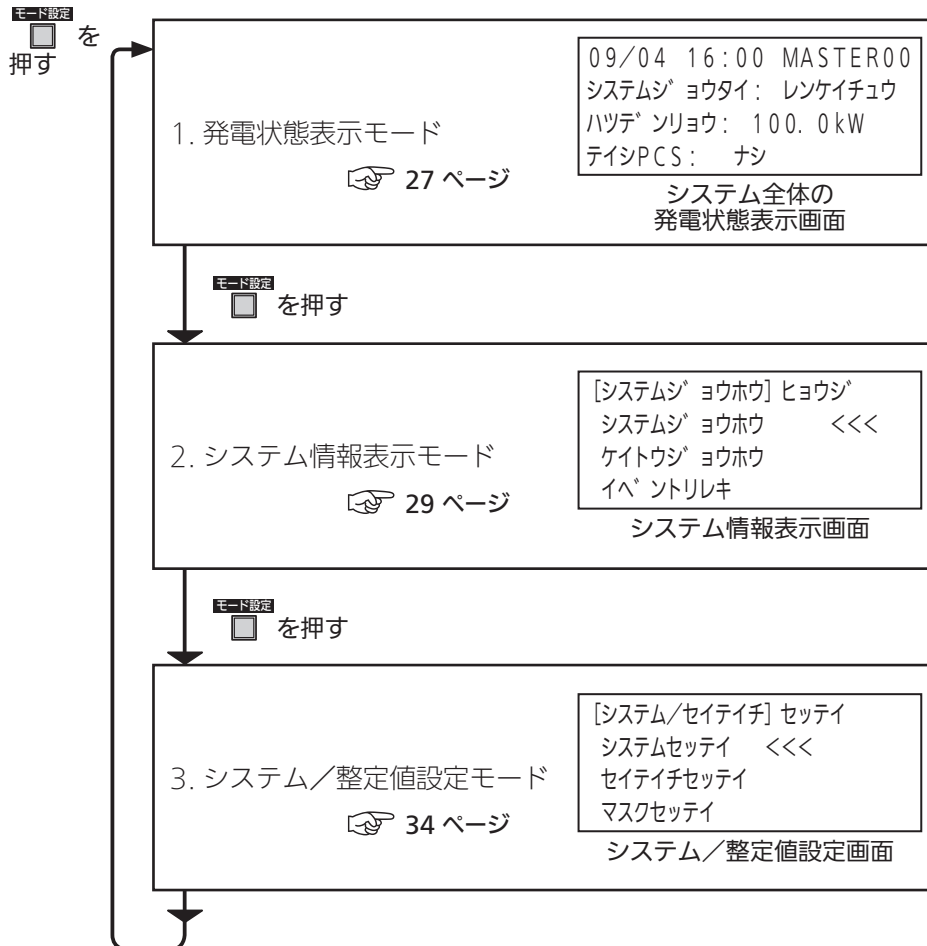 モード設定
を
押す
1. 発電状態表示モード
27 ページ
09/04 16:00 MASTER00
システムジョウタイ: レンケイチュウ
ハツデンリョウ: 100.0kW
テイシPCS: ナシ
システム全体の
発電状態表示画面
モード設定
を押す
2. システム情報表示モード
29 ページ
[システムジョウホウ] ヒョウジ
システムジョウホウ <<<
ケイトウジョウホウ
イベントリレキ
システム情報表示画面
モード設定
を押す
3. システム／整定値設定モード
34 ページ
[システム/セイテイチ] セッテイ
システムセッテイ <<<
セイテイチセッテイ
マスクセッテイ
システム／整定値設定画面